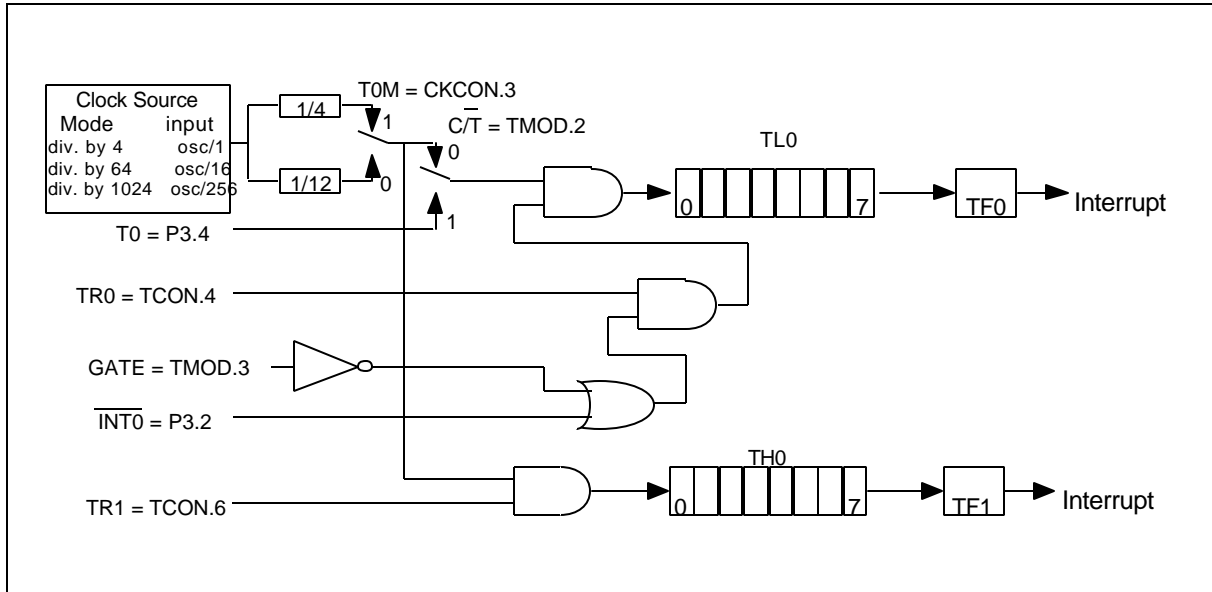 Clock Source
Mode input
div. by 4 osc/1
div. by 64 osc/16
div. by 1024 osc/256
1/4
1/12
T0M = CKCON.3
1
0
C/T̅ = TMOD.2
0
1
T0 = P3.4
TL0
0 7
TF0
Interrupt
TR0 = TCON.4
GATE = TMOD.3
I̅N̅T̅0̅ = P3.2
TR1 = TCON.6
TH0
0 7
TF1
Interrupt